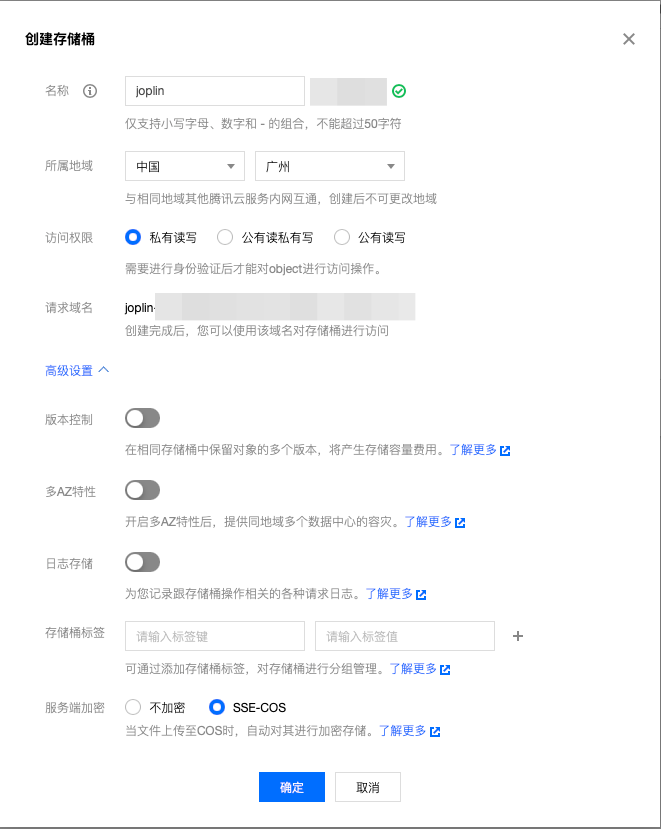 创建存储桶
名称 joplin
仅支持小写字母、数字和 - 的组合，不能超过50字符
所属地域 中国 广州
与相同地域其他腾讯云服务内网互通，创建后不可更改地域
访问权限 私有读写 公有读私有写 公有读写
需要进行身份验证后才能对object进行访问操作。
请求域名 joplin-
创建完成后，您可以使用该域名对存储桶进行访问
高级设置
版本控制
在相同存储桶中保留对象的多个版本，将产生存储容量费用。了解更多
多AZ特性
开启多AZ特性后，提供同地域多个数据中心的容灾。了解更多
日志存储
为您记录跟存储桶操作相关的各种请求日志。了解更多
存储桶标签 请输入标签键 请输入标签值
可通过添加存储桶标签，对存储桶进行分组管理。了解更多
服务端加密 不加密 SSE-COS
当文件上传至COS时，自动对其进行加密存储。了解更多
确定 取消